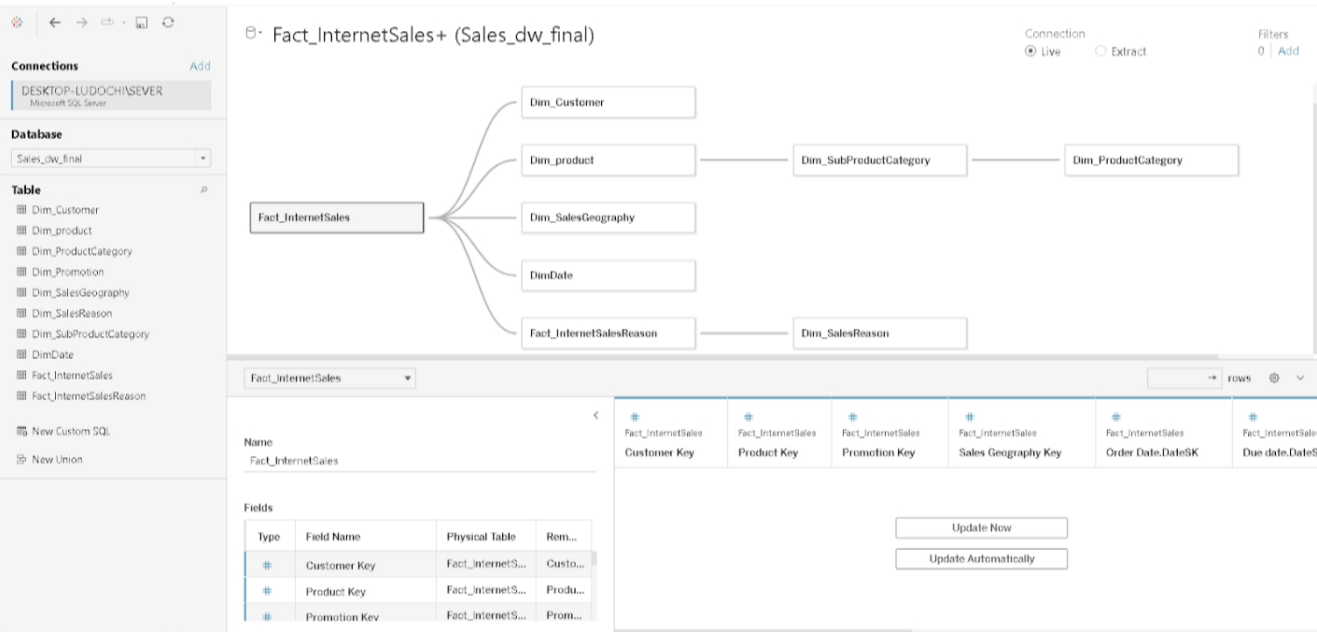 Fact_InternetSales+ (Sales_dw_final)
Connection
Live
Extract
Filters
0 | Add
Connections
Add
DESKTOP-LUDOCHI\SEVER
Microsoft SQL Server
Database
Sales_dw_final
Table
Dim_Customer
Dim_product
Dim_ProductCategory
Dim_Promotion
Dim_SalesGeography
Dim_SalesReason
Dim_SubProductCategory
DimDate
Fact_InternetSales
Fact_InternetSalesReason
New Custom SQL
New Union
Fact_InternetSales
Dim_Customer
Dim_product
Dim_SubProductCategory
Dim_ProductCategory
Dim_SalesGeography
DimDate
Fact_InternetSalesReason
Dim_SalesReason
Fact_InternetSales
rows
Name
Fact_InternetSales
Fields
Type Field Name Physical Table Rem...
# Customer Key Fact_InternetS... Custo...
# Product Key Fact_InternetS... Produ...
# Promotion Key Fact_InternetS... Prom...
# # # # # #
Fact_InternetSales Fact_InternetSales Fact_InternetSales Fact_InternetSales Fact_InternetSales Fact_InternetSale
Customer Key Product Key Promotion Key Sales Geography Key Order Date.DateSK Due date.DateS
Update Now
Update Automatically